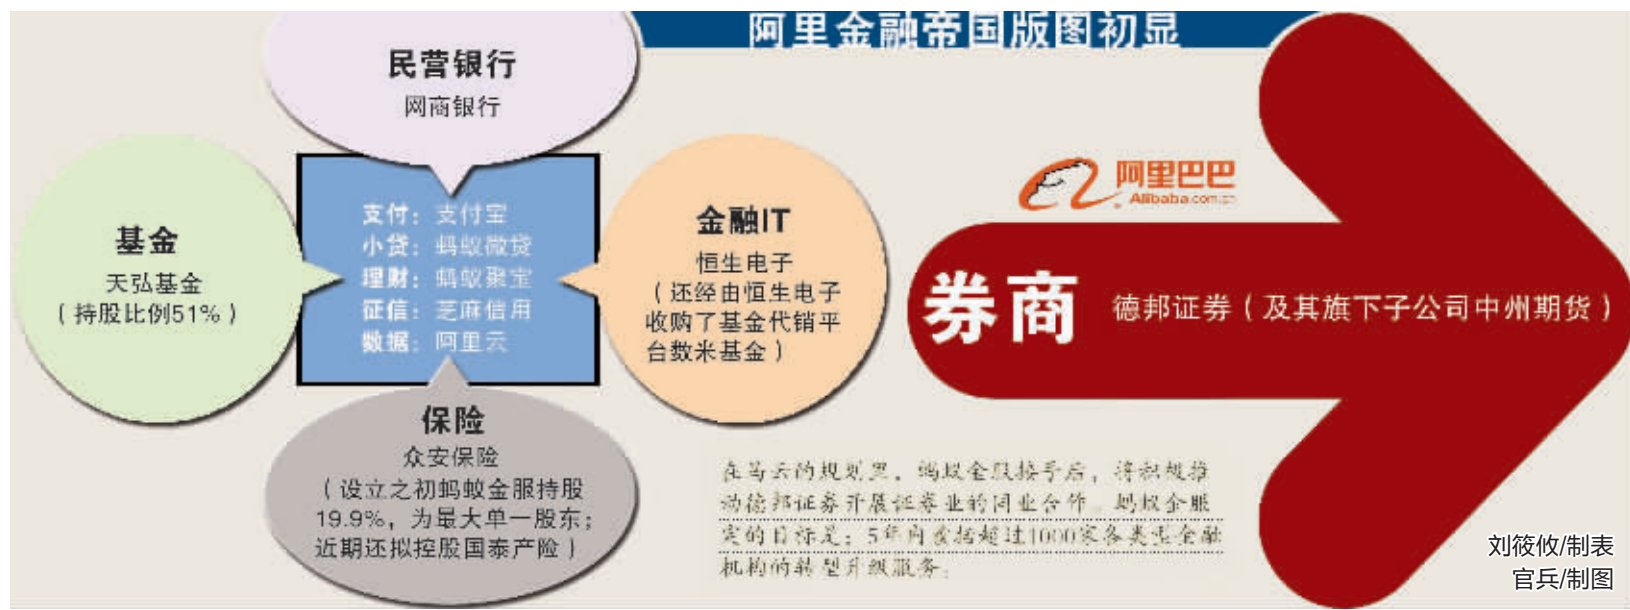 阿里金融帝国版图初显
民营银行
网商银行
基金
天弘基金
（持股比例51%）
支付：支付宝
小贷：蚂蚁微贷
理财：蚂蚁聚宝
征信：芝麻信用
数据：阿里云
金融IT
恒生电子
（还经由恒生电子
收购了基金代销平
台数米基金）
保险
众安保险
（设立之初蚂蚁金服持股
19.9%，为最大单一股东；
近期还拟控股国泰产险）
阿里巴巴
Alibaba.com.cn
券商
德邦证券（及其旗下子公司中州期货）
在马云的规划里，蚂蚁金服接手后，将积极推
动德邦证券开展证券业的同业合作。蚂蚁金服
定的目标是：5年内支持超过1000家各类型金融
机构的转型升级服务。
刘筱攸/制表
官兵/制图